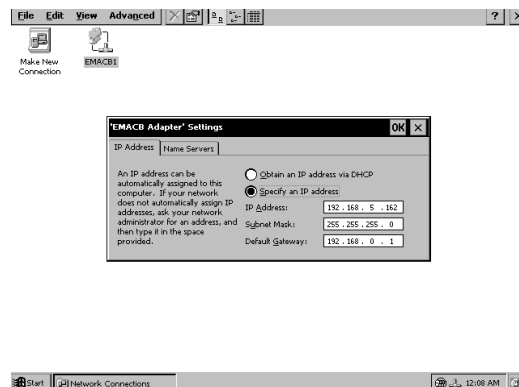 File Edit View Advanced ? ×
Make New
Connection
EMACB1
'EMACB Adapter' Settings OK ×
IP Address Name Servers
An IP address can be
automatically assigned to this
computer. If your network
does not automatically assign IP
addresses, ask your network
administrator for an address, and
then type it in the space
provided.
Obtain an IP address via DHCP
Specify an IP address
IP Address: 192.168. 5 .162
Subnet Mask: 255.255.255. 0
Default Gateway: 192.168. 0 . 1
Start Network Connections 12:08 AM